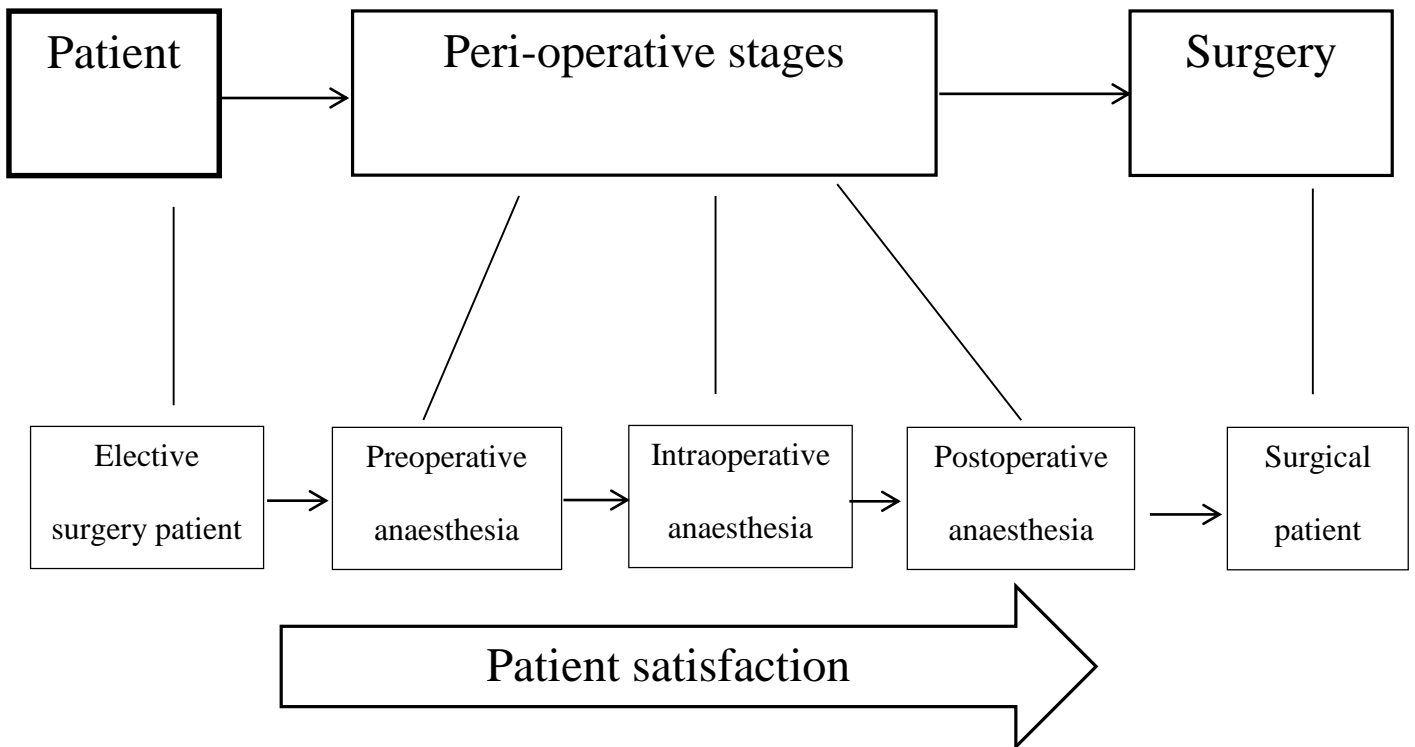 Patient
Peri-operative stages
Surgery
Elective
surgery patient
Preoperative
anaesthesia
Intraoperative
anaesthesia
Postoperative
anaesthesia
Surgical
patient
Patient satisfaction